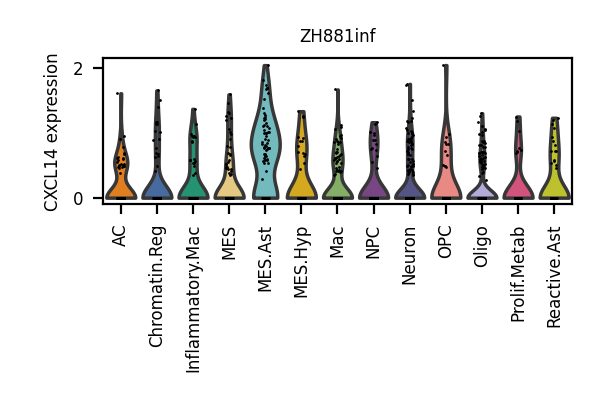 ZH881inf
CXCL14 expression
2
0
AC
Chromatin.Reg
Inflammatory.Mac
MES
MES.Ast
MES.Hyp
Mac
NPC
Neuron
OPC
Oligo
Prolif.Metab
Reactive.Ast